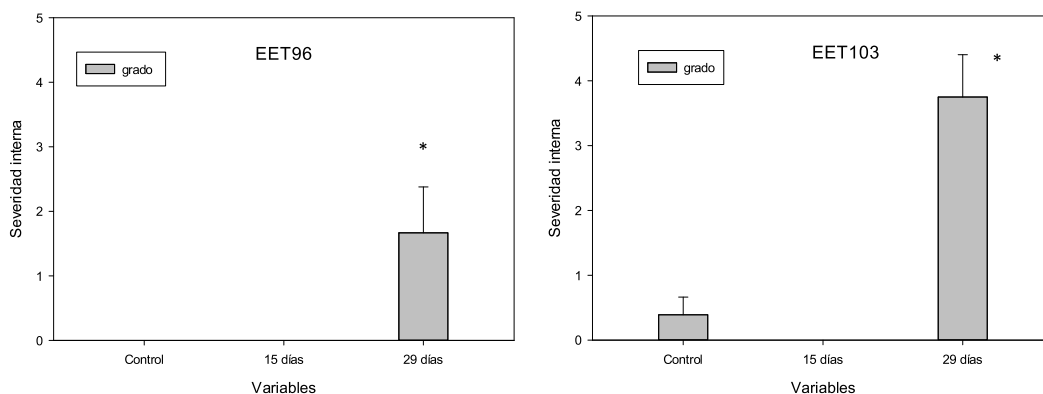 EET96
grado
5
4
3
2
1
0
Severidad interna
*
Control
15 días
29 días
Variables
EET103
grado
5
4
3
2
1
0
Severidad interna
*
Control
15 días
29 días
Variables